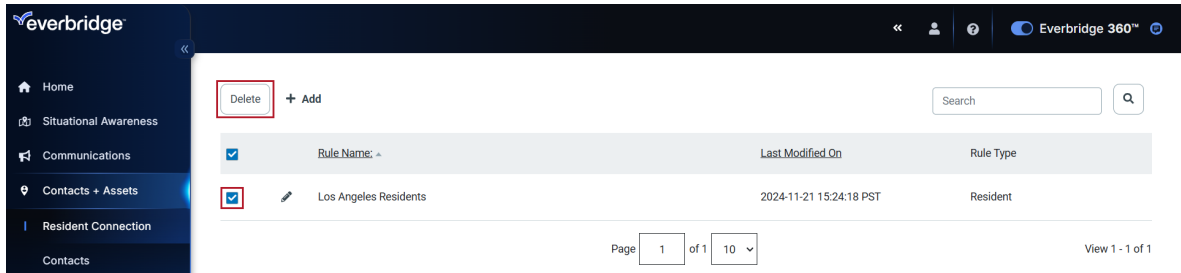 everbridge™
« Everbridge 360™
«
Home
Situational Awareness
Communications
Contacts + Assets
Resident Connection
Contacts
Delete + Add Search
Rule Name: Last Modified On Rule Type
Los Angeles Residents 2024-11-21 15:24:18 PST Resident
Page 1 of 1 10 View 1 - 1 of 1